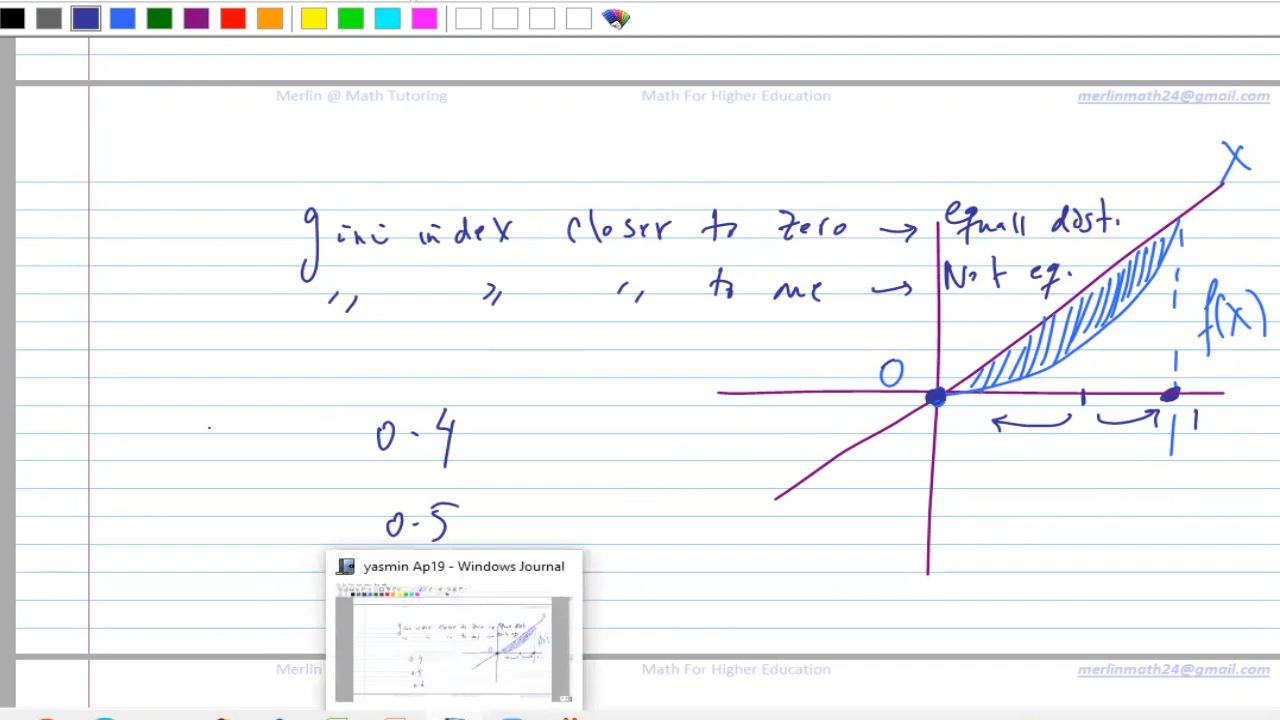 Merlin @ Math Tutoring Math For Higher Education merlinmath24@gmail.com
X
gini index closer to zero → equall dist.
" " " to one → Not eq.
f(x)
0
1
0.4
0.5
yasmin Ap19 - Windows Journal
Math For Higher Education merlinmath24@gmail.com